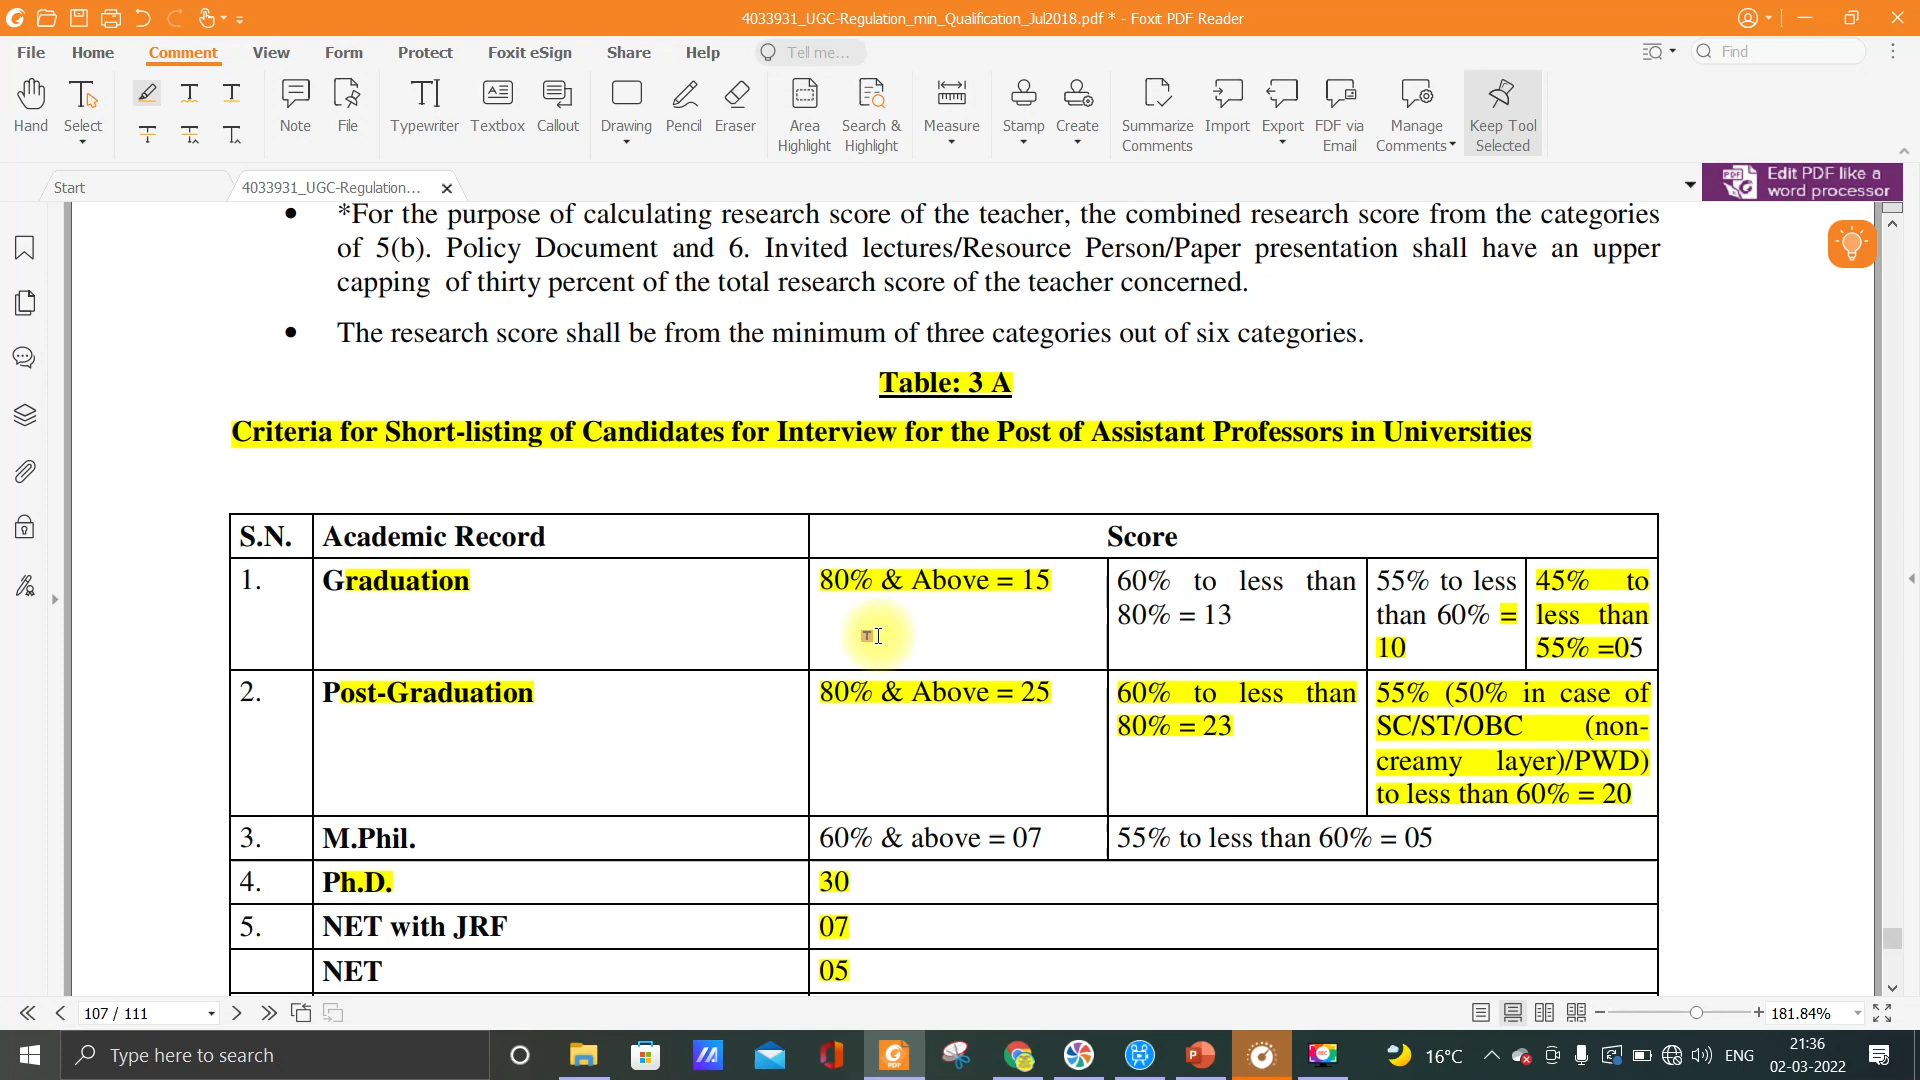 4033931_UGC-Regulation_min_Qualification_Jul2018.pdf * - Foxit PDF Reader
File Home Comment View Form Protect Foxit eSign Share Help Tell me... Find
Hand Select Note File Typewriter Textbox Callout Drawing Pencil Eraser Area Highlight Search & Highlight Measure Stamp Create Summarize Comments Import Export FDF via Email Manage Comments Keep Tool Selected
Start 4033931_UGC-Regulation... Edit PDF like a word processor
• *For the purpose of calculating research score of the teacher, the combined research score from the categories
of 5(b). Policy Document and 6. Invited lectures/Resource Person/Paper presentation shall have an upper
capping of thirty percent of the total research score of the teacher concerned.
• The research score shall be from the minimum of three categories out of six categories.
Table: 3 A
Criteria for Short-listing of Candidates for Interview for the Post of Assistant Professors in Universities
S.N. Academic Record Score
1. Graduation 80% & Above = 15 60% to less than 80% = 13 55% to less than 60% = 10 45% to less than 55% =05
2. Post-Graduation 80% & Above = 25 60% to less than 80% = 23 55% (50% in case of SC/ST/OBC (non-creamy layer)/PWD) to less than 60% = 20
3. M.Phil. 60% & above = 07 55% to less than 60% = 05
4. Ph.D. 30
5. NET with JRF 07
NET 05
107 / 111 181.84%
Type here to search 16°C ENG 21:36
02-03-2022